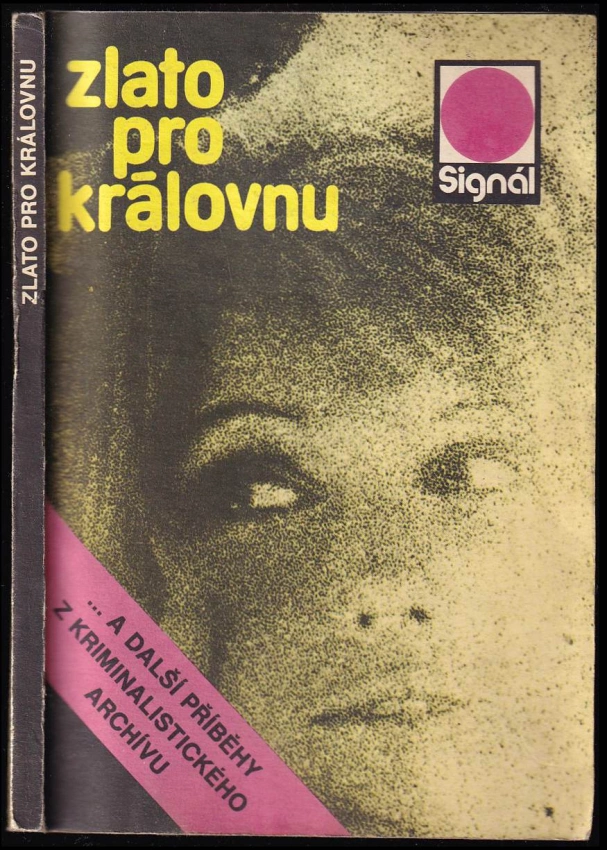 ZLATO PRO KRÁLOVNU
zlato
pro
královnu
Signál
... A DALŠÍ PŘÍBĚHY
Z KRIMINALISTICKÉHO
ARCHÍVU